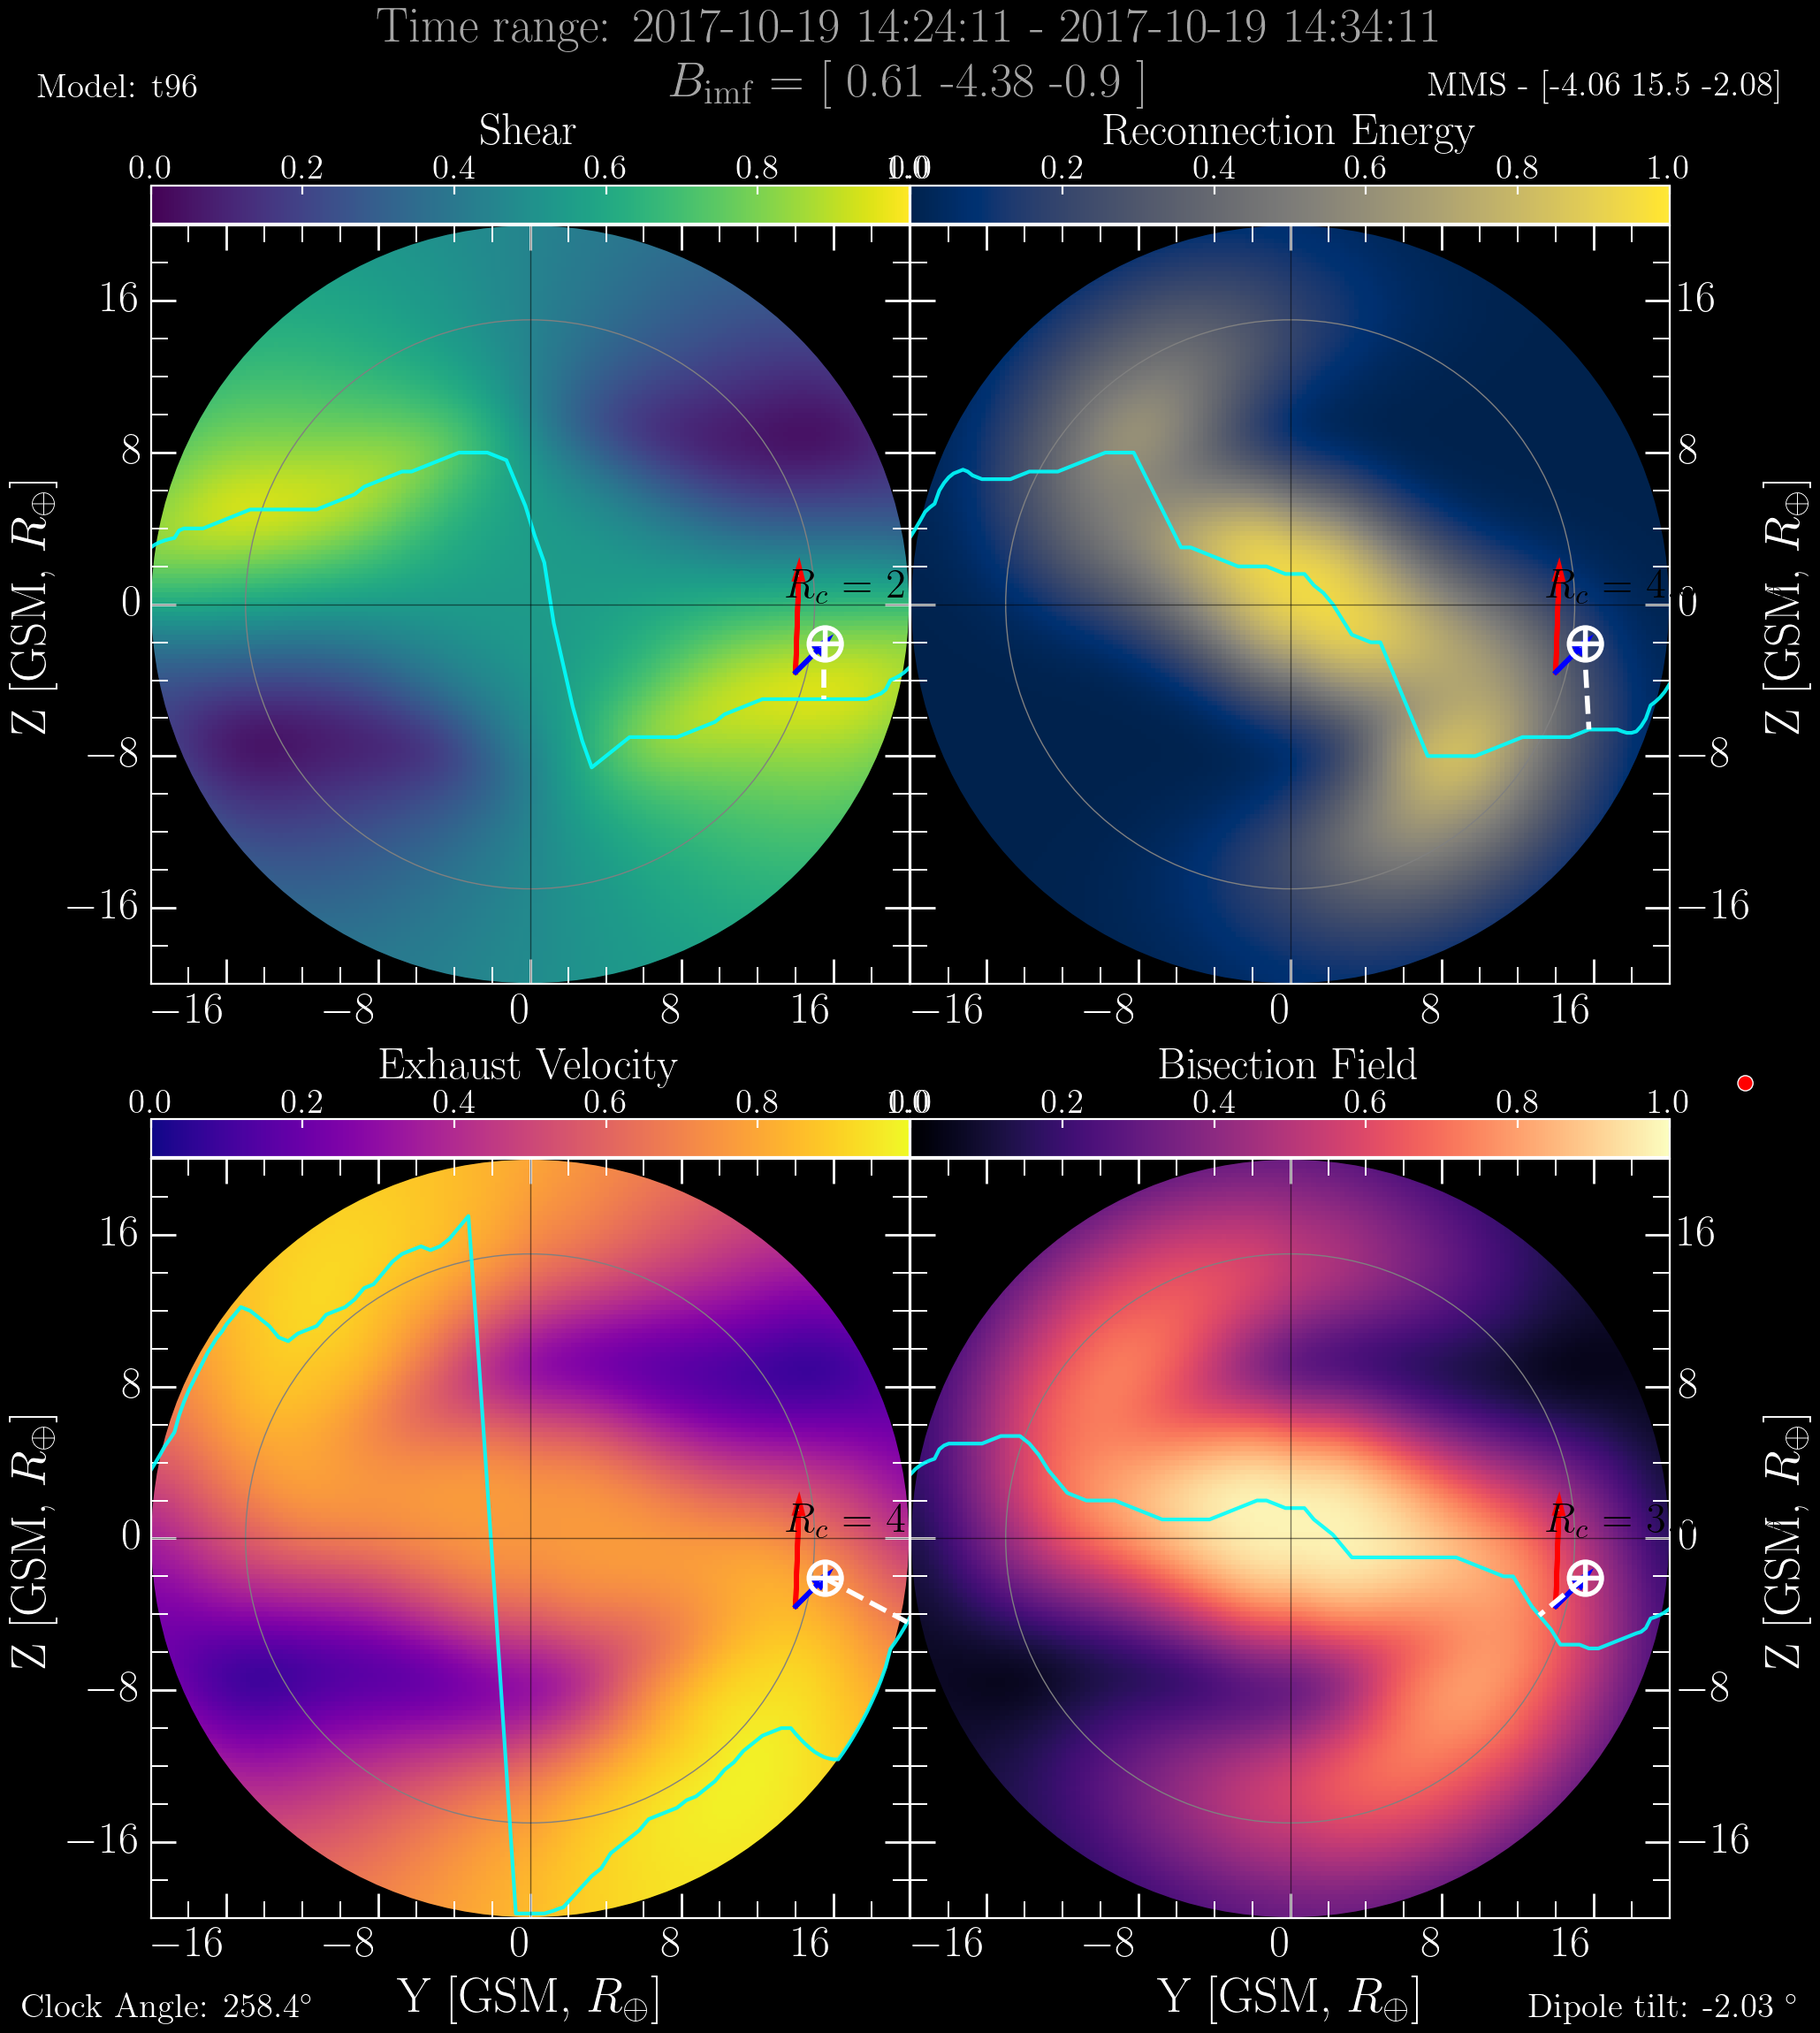 Time range: 2017-10-19 14:24:11 - 2017-10-19 14:34:11
Model: t96
B_imf = [ 0.61 -4.38 -0.9 ]
MMS - [-4.06 15.5 -2.08]
Shear
Reconnection Energy
0.0 0.2 0.4 0.6 0.8 1.0
0.2 0.4 0.6 0.8 1.0
16
8
0
−8
−16
Z [GSM, R⊕]
R_c = 2
R_c = 4
16
8
0
−8
−16
Z [GSM, R⊕]
−16 −8 0 8 16
−16 −8 0 8 16
Exhaust Velocity
Bisection Field
0.0 0.2 0.4 0.6 0.8 1.0
0.2 0.4 0.6 0.8 1.0
16
8
0
−8
−16
Z [GSM, R⊕]
R_c = 4
R_c = 3
16
8
0
−8
−16
Z [GSM, R⊕]
−16 −8 0 8 16
−16 −8 0 8 16
Y [GSM, R⊕]
Y [GSM, R⊕]
Clock Angle: 258.4°
Dipole tilt: -2.03 °